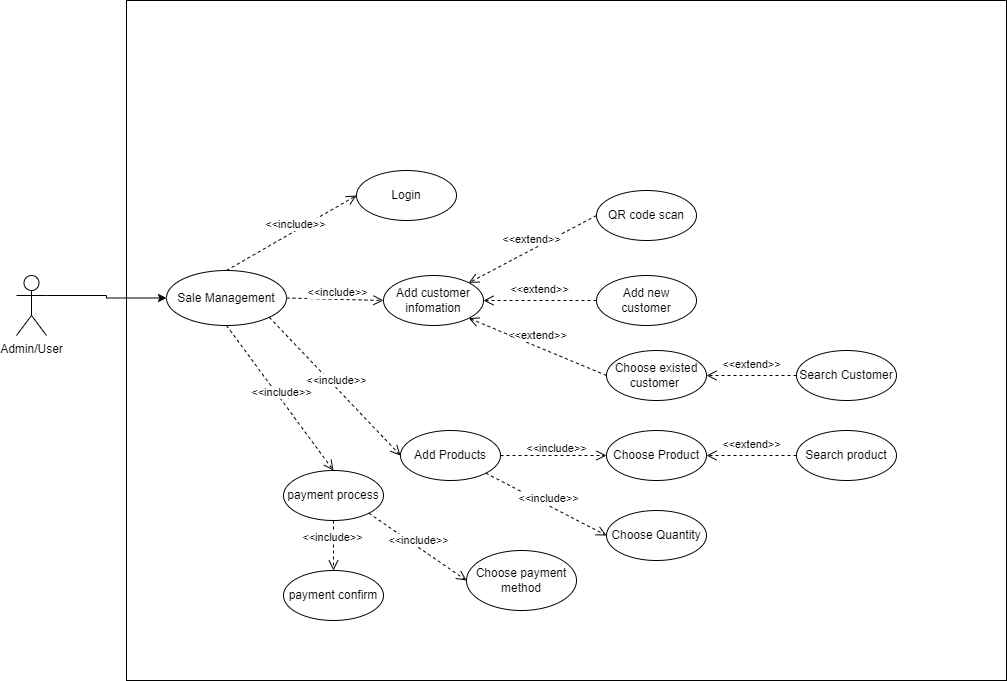 Login
<<include>>
QR code scan
<<extend>>
Sale Management
<<include>>
Add customer
infomation
<<extend>>
Add new
customer
Admin/User
<<extend>>
Choose existed
customer
<<extend>>
Search Customer
<<include>>
<<include>>
Add Products
<<include>>
Choose Product
<<extend>>
Search product
payment process
<<include>>
Choose Quantity
<<include>>
<<include>>
payment confirm
Choose payment
method